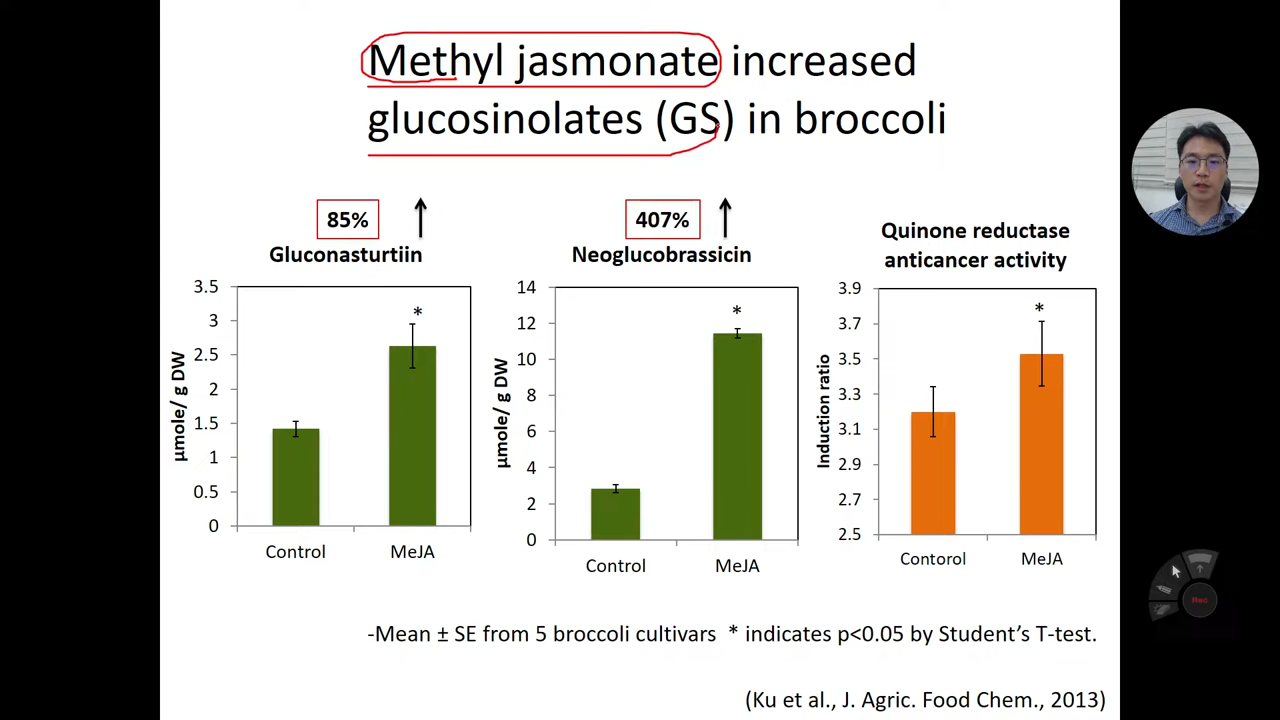 Methyl jasmonate increased
glucosinolates (GS) in broccoli
85%
Gluconasturtiin
407%
Neoglucobrassicin
Quinone reductase
anticancer activity
µmole/ g DW
3.5
3
2.5
2
1.5
1
0.5
0
*
Control
MeJA
µmole/ g DW
14
12
10
8
6
4
2
0
*
Control
MeJA
Induction ratio
3.9
3.7
3.5
3.3
3.1
2.9
2.7
2.5
*
Contorol
MeJA
-Mean ± SE from 5 broccoli cultivars * indicates p<0.05 by Student’s T-test.
(Ku et al., J. Agric. Food Chem., 2013)
Rec